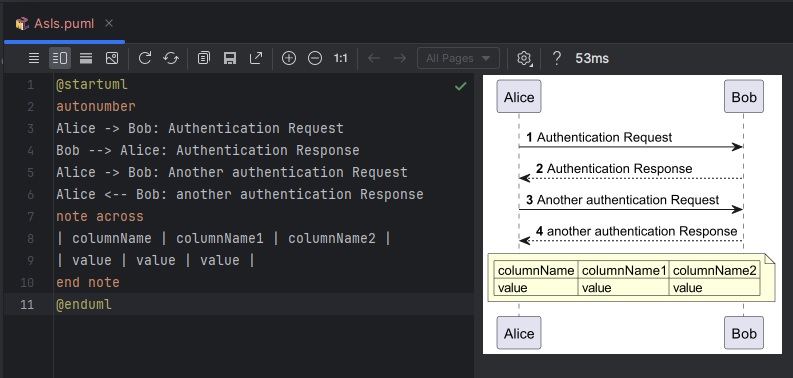 AsIs.puml
1:1
All Pages
?
53ms
1 @startuml
2 autonumber
3 Alice -> Bob: Authentication Request
4 Bob --> Alice: Authentication Response
5 Alice -> Bob: Another authentication Request
6 Alice <-- Bob: another authentication Response
7 note across
8 | columnName | columnName1 | columnName2 |
9 | value | value | value |
10 end note
11 @enduml
Alice Bob
1 Authentication Request
2 Authentication Response
3 Another authentication Request
4 another authentication Response
columnName columnName1 columnName2
value value value
Alice Bob